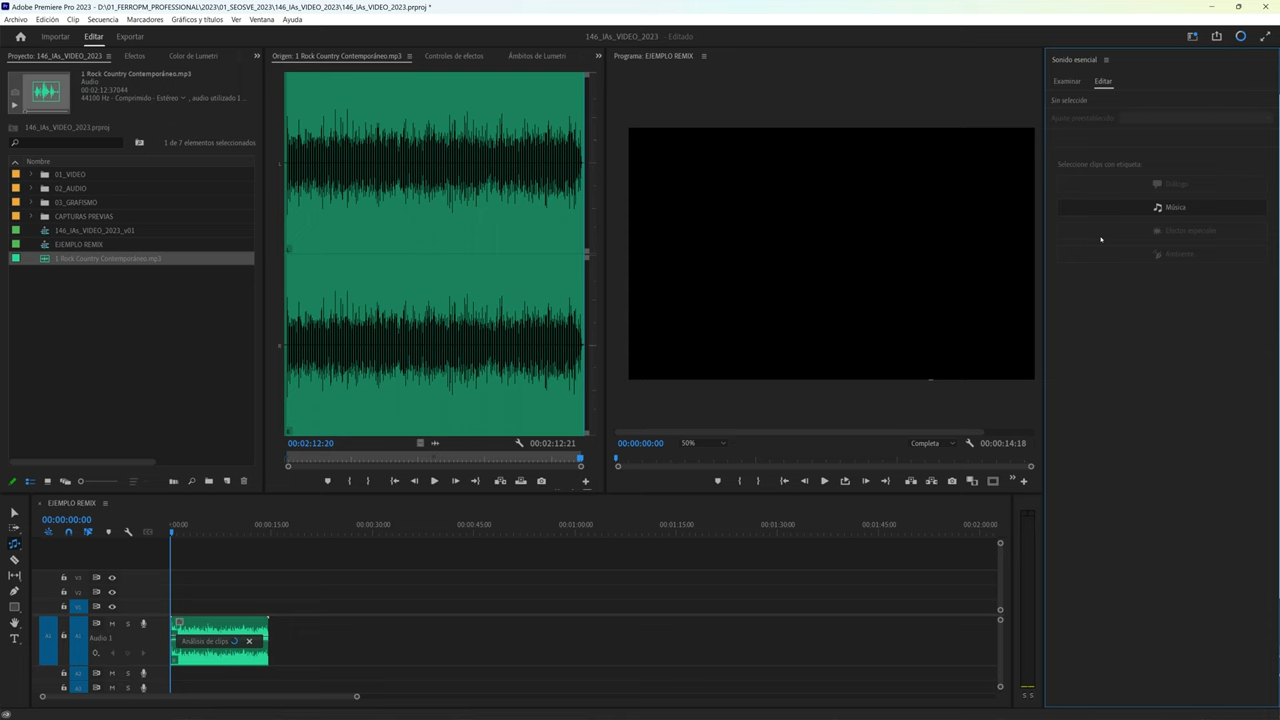 Adobe Premiere Pro 2023 - D:\01_FERROPM_PROFESSIONAL\2023\01_SEOSVE\146_IAs_VIDEO_2023\146_IAs_VIDEO_2023.prproj *
Archivo Edición Clip Secuencia Marcadores Gráficos y títulos Ver Ventana Ayuda
Importar Editar Exportar
146_IAs_VIDEO_2023 - Editado
Proyecto: 146_IAs_VIDEO_2023 Efectos Color de Lumetri
1 Rock Country Contemporáneo.mp3
Audio
00:02:12:37044
44100 Hz - Comprimido - Estéreo , audio utilizado 1 ...
146_IAs_VIDEO_2023.prproj
1 de 7 elementos seleccionados
Nombre
01_VIDEO
02_AUDIO
03_GRAFISMO
CAPTURAS PREVIAS
146_IAs_VIDEO_2023_v01
EJEMPLO REMIX
1 Rock Country Contemporáneo.mp3
Origen: 1 Rock Country Contemporáneo.mp3 Controles de efectos Ámbitos de Lumetri
L
R
00:02:12:20 00:02:12:21
Programa: EJEMPLO REMIX
00:00:00:00 50% Completa 00:00:14:18
Sonido esencial
Examinar Editar
Sin selección
Ajuste preestablecido
Seleccione clips con etiqueta:
Diálogo
Música
Efectos especiales
Ambiente
EJEMPLO REMIX
00:00:00:00
:00:00 00:00:15:00 00:00:30:00 00:00:45:00 00:01:00:00 00:01:15:00 00:01:30:00 00:01:45:00 00:02:00:00
V3
V2
V1
A1 A1 M S
Audio 1
Análisis de clips
A2 M S
A3 M S
S S